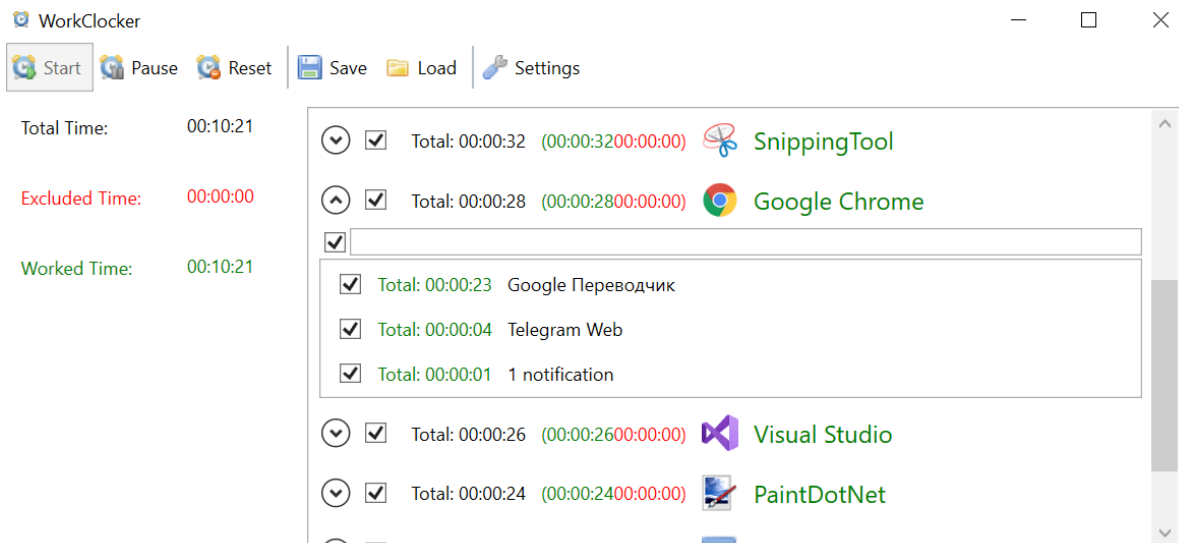 WorkClocker
Start Pause Reset Save Load Settings
Total Time: 00:10:21
Excluded Time: 00:00:00
Worked Time: 00:10:21
Total: 00:00:32 (00:00:3200:00:00) SnippingTool
Total: 00:00:28 (00:00:2800:00:00) Google Chrome
Total: 00:00:23 Google Переводчик
Total: 00:00:04 Telegram Web
Total: 00:00:01 1 notification
Total: 00:00:26 (00:00:2600:00:00) Visual Studio
Total: 00:00:24 (00:00:2400:00:00) PaintDotNet